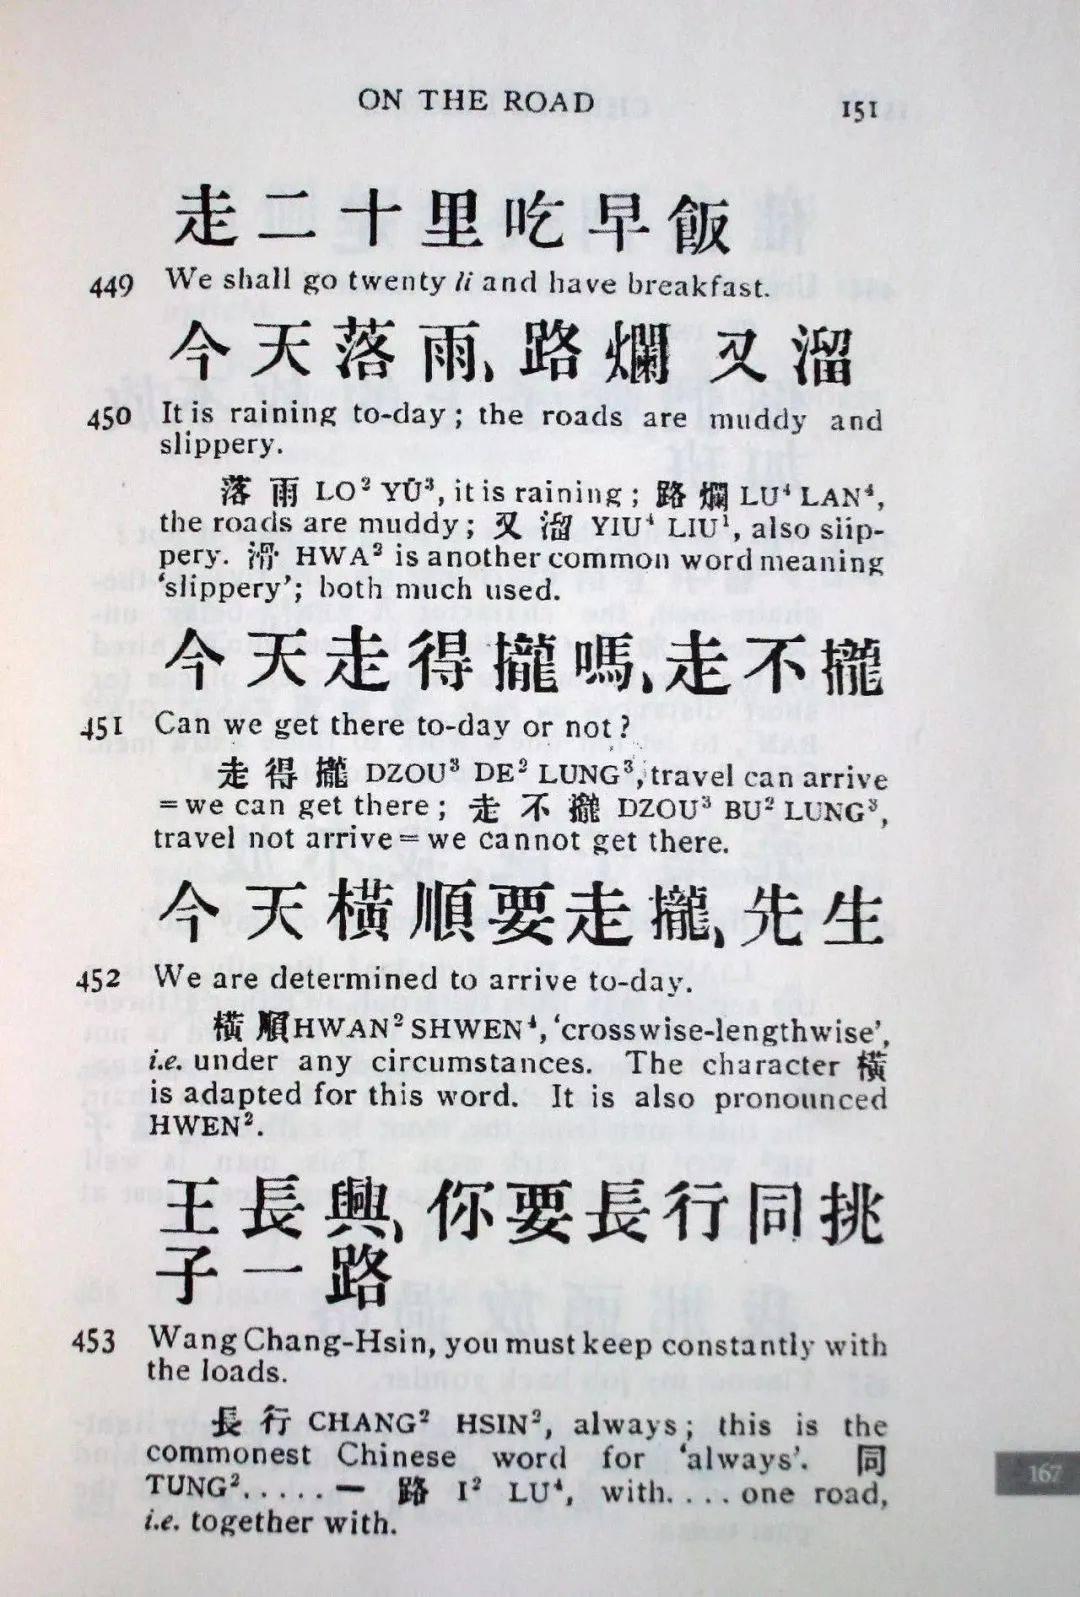 ON THE ROAD 151
走二十里吃早飯
449 We shall go twenty li and have breakfast.
今天落雨、路爛又溜
450 It is raining to-day; the roads are muddy and
slippery.
落雨 LO² YÜ³, it is raining; 路爛 LU⁴ LAN⁴,
the roads are muddy; 又溜 YIU⁴ LIU¹, also slip-
pery. 滑 HWA² is another common word meaning
‘slippery’; both much used.
今天走得攏嗎、走不攏
451 Can we get there to-day or not?
走得攏 DZOU³ DE² LUNG³, travel can arrive
=we can get there; 走不攏 DZOU³ BU² LUNG³,
travel not arrive=we cannot get there.
今天橫順要走攏、先生
452 We are determined to arrive to-day.
橫順 HWAN² SHWEN⁴, ‘crosswise-lengthwise’,
i.e. under any circumstances. The character 橫
is adapted for this word. It is also pronounced
HWEN².
王長興、你要長行同挑
子一路
453 Wang Chang-Hsin, you must keep constantly with
the loads.
長行 CHANG² HSIN², always; this is the
commonest Chinese word for ‘always’. 同
TUNG².....一路 I² LU⁴, with.... one road,
i.e. together with.
167